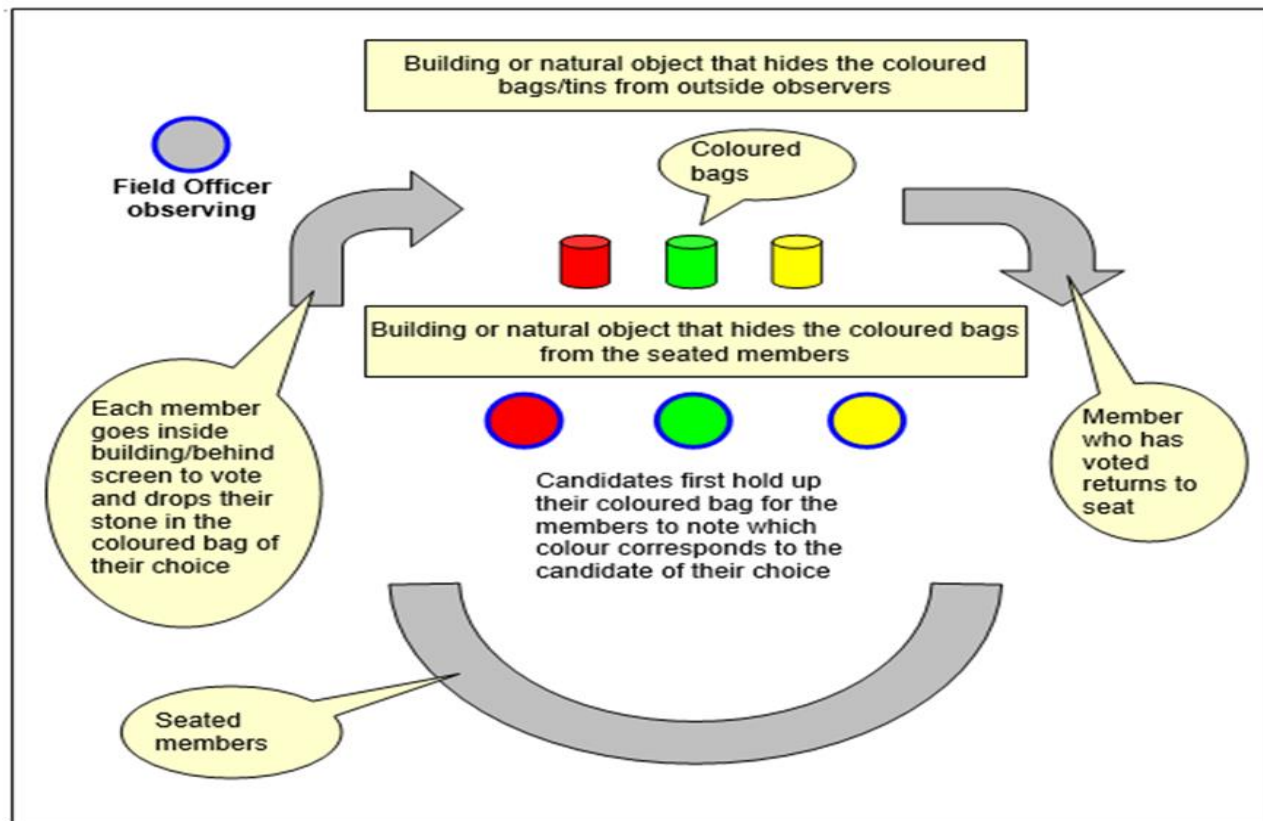 Building or natural object that hides the coloured
bags/tins from outside observers
Coloured
bags
Field Officer
observing
Building or natural object that hides the coloured bags
from the seated members
Each member
goes inside
building/behind
screen to vote
and drops their
stone in the
coloured bag of
their choice
Candidates first hold up
their coloured bag for the
members to note which
colour corresponds to the
candidate of their choice
Member
who has
voted
returns to
seat
Seated
members